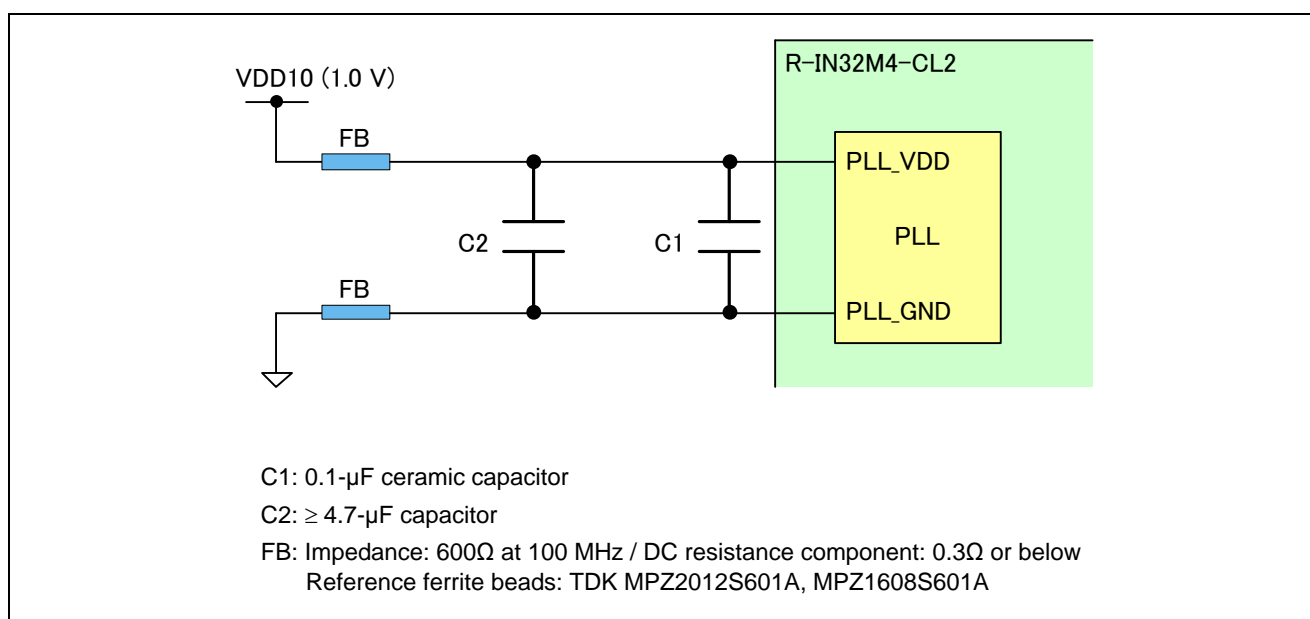 R-IN32M4-CL2
VDD10 (1.0 V)
FB
PLL_VDD
C2
C1
PLL
FB
PLL_GND
C1: 0.1-µF ceramic capacitor
C2: ≥ 4.7-µF capacitor
FB: Impedance: 600Ω at 100 MHz / DC resistance component: 0.3Ω or below
Reference ferrite beads: TDK MPZ2012S601A, MPZ1608S601A